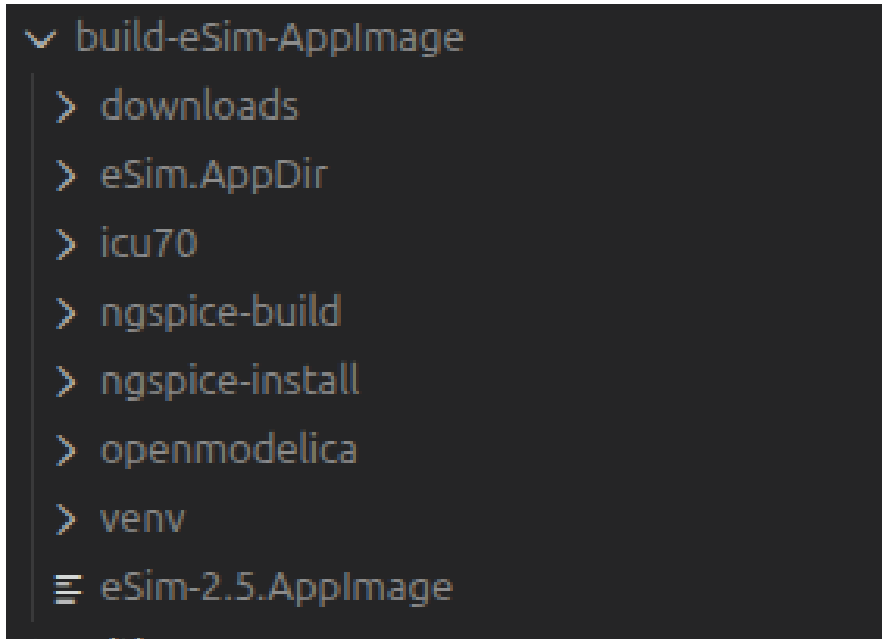 build-eSim-AppImage
downloads
eSim.AppDir
icu70
ngspice-build
ngspice-install
openmodelica
venv
eSim-2.5.AppImage